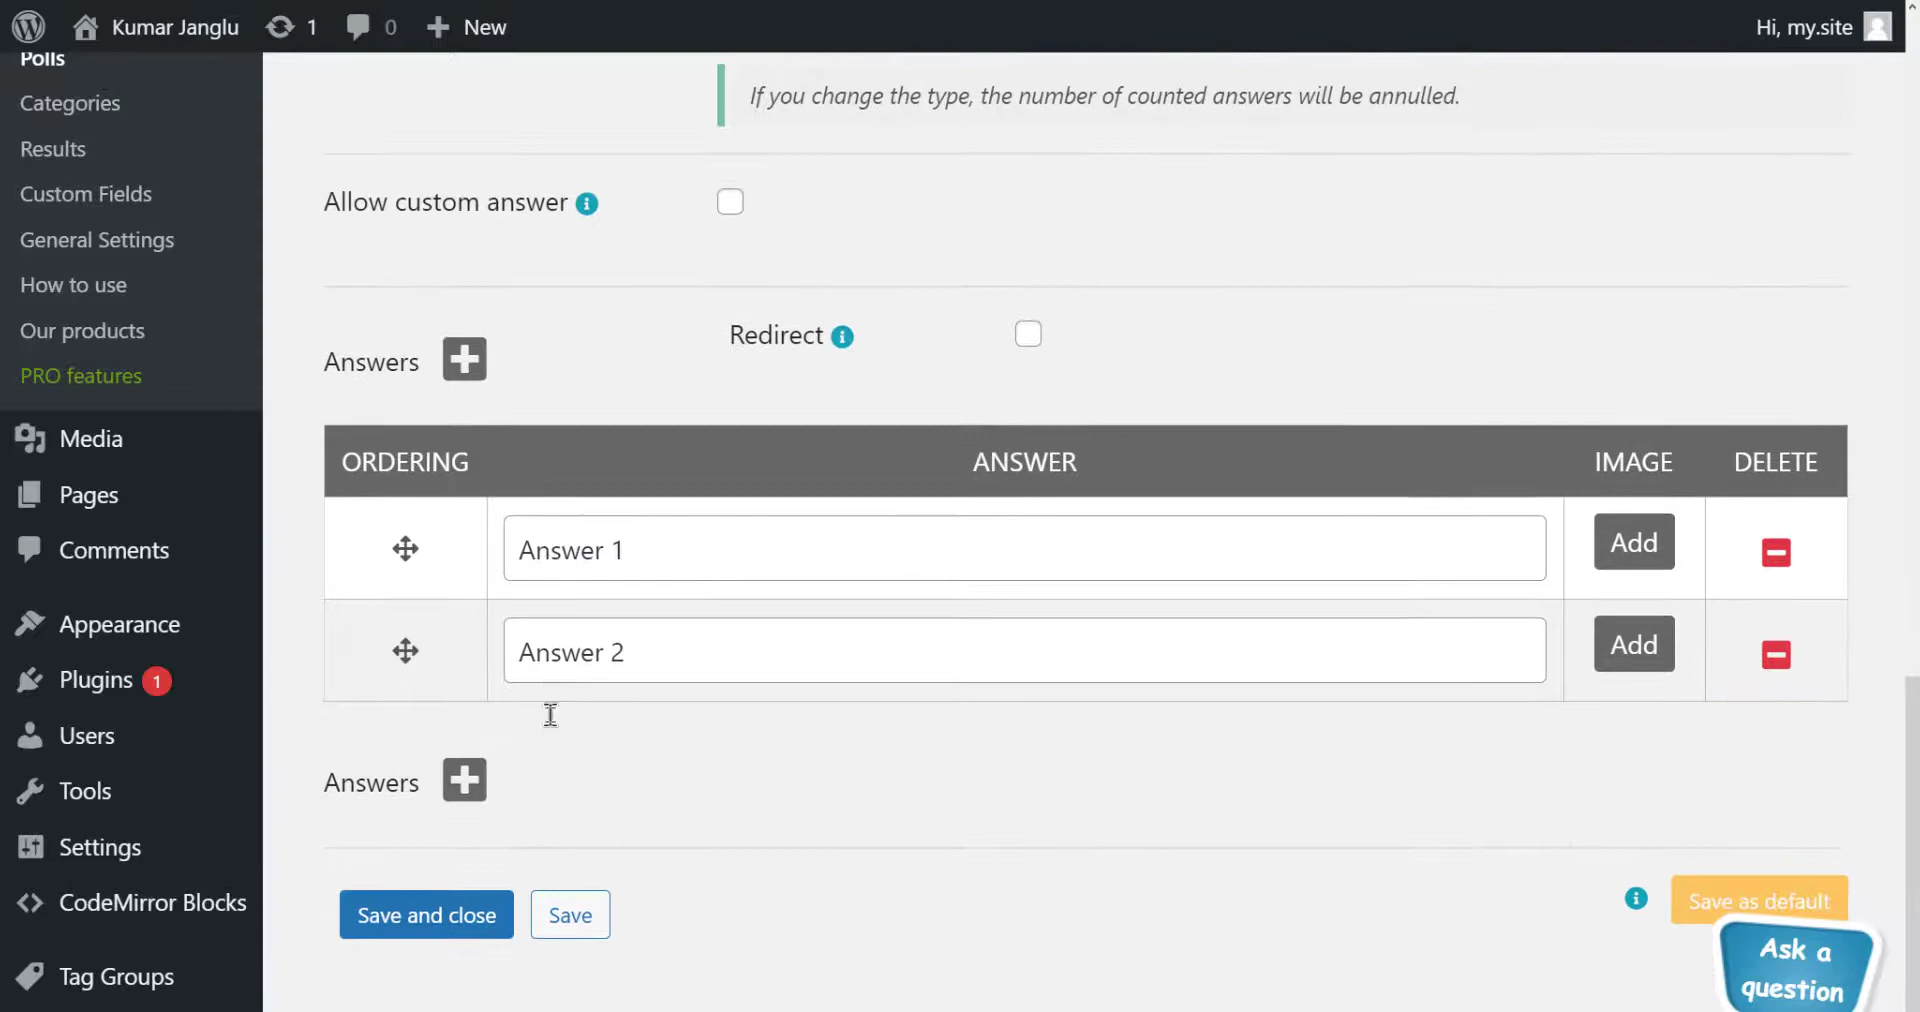 Kumar Janglu 1 0 New Hi, my.site
Polls
Categories
Results
Custom Fields
General Settings
How to use
Our products
PRO features
Media
Pages
Comments
Appearance
Plugins 1
Users
Tools
Settings
CodeMirror Blocks
Tag Groups
If you change the type, the number of counted answers will be annulled.
Allow custom answer
Redirect
Answers
ORDERING ANSWER IMAGE DELETE
Answer 1 Add
Answer 2 Add
Answers
Save and close Save Save as default
Ask a
question